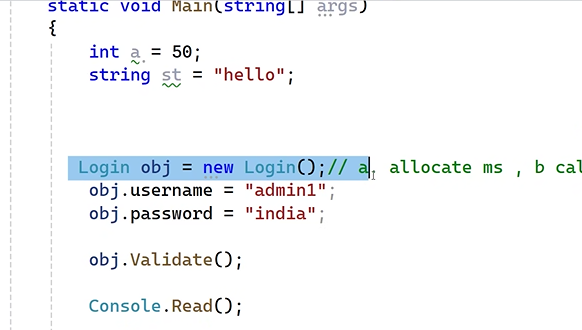 static void Main(string[] args)
{
int a = 50;
string st = "hello";
Login obj = new Login();// a, allocate ms , b cal
obj.username = "admin1";
obj.password = "india";
obj.Validate();
Console.Read();